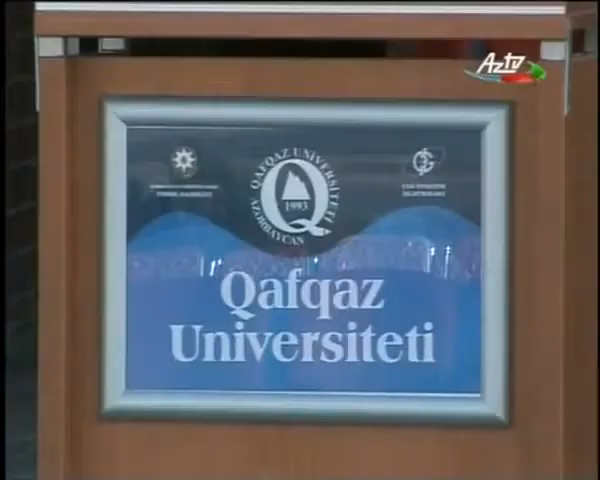 Aztv
QAFQAZ UNİVERSİTETİ
1993
AZƏRBAYCAN
Qafqaz
Universiteti